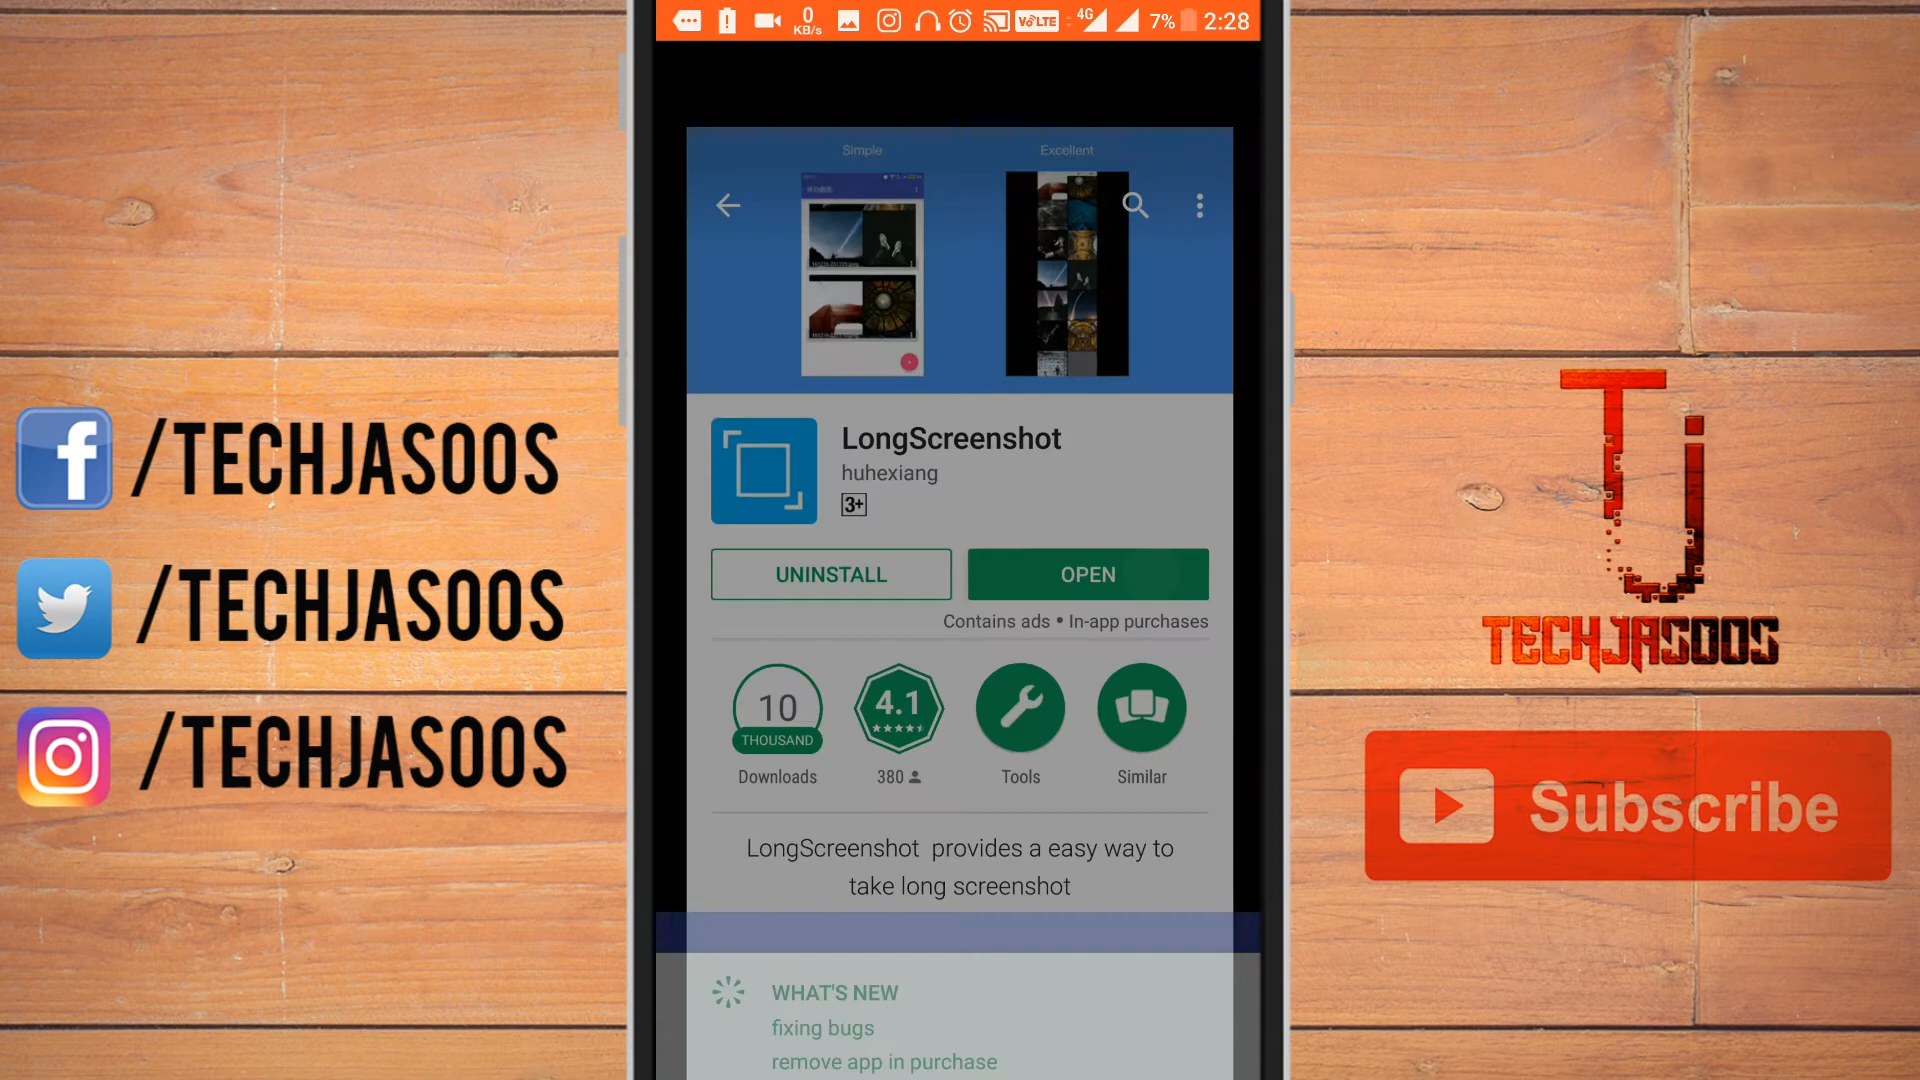 0
KB/s
VoLTE
4G
7%
2:28
Simple
Excellent
LongScreenshot
huhexiang
3+
UNINSTALL
OPEN
Contains ads • In-app purchases
10
THOUSAND
Downloads
4.1
380
Tools
Similar
LongScreenshot provides a easy way to
take long screenshot
WHAT'S NEW
fixing bugs
remove app in purchase
/TECHJASOOS
/TECHJASOOS
/TECHJASOOS
TJ
TECHJASOOS
Subscribe